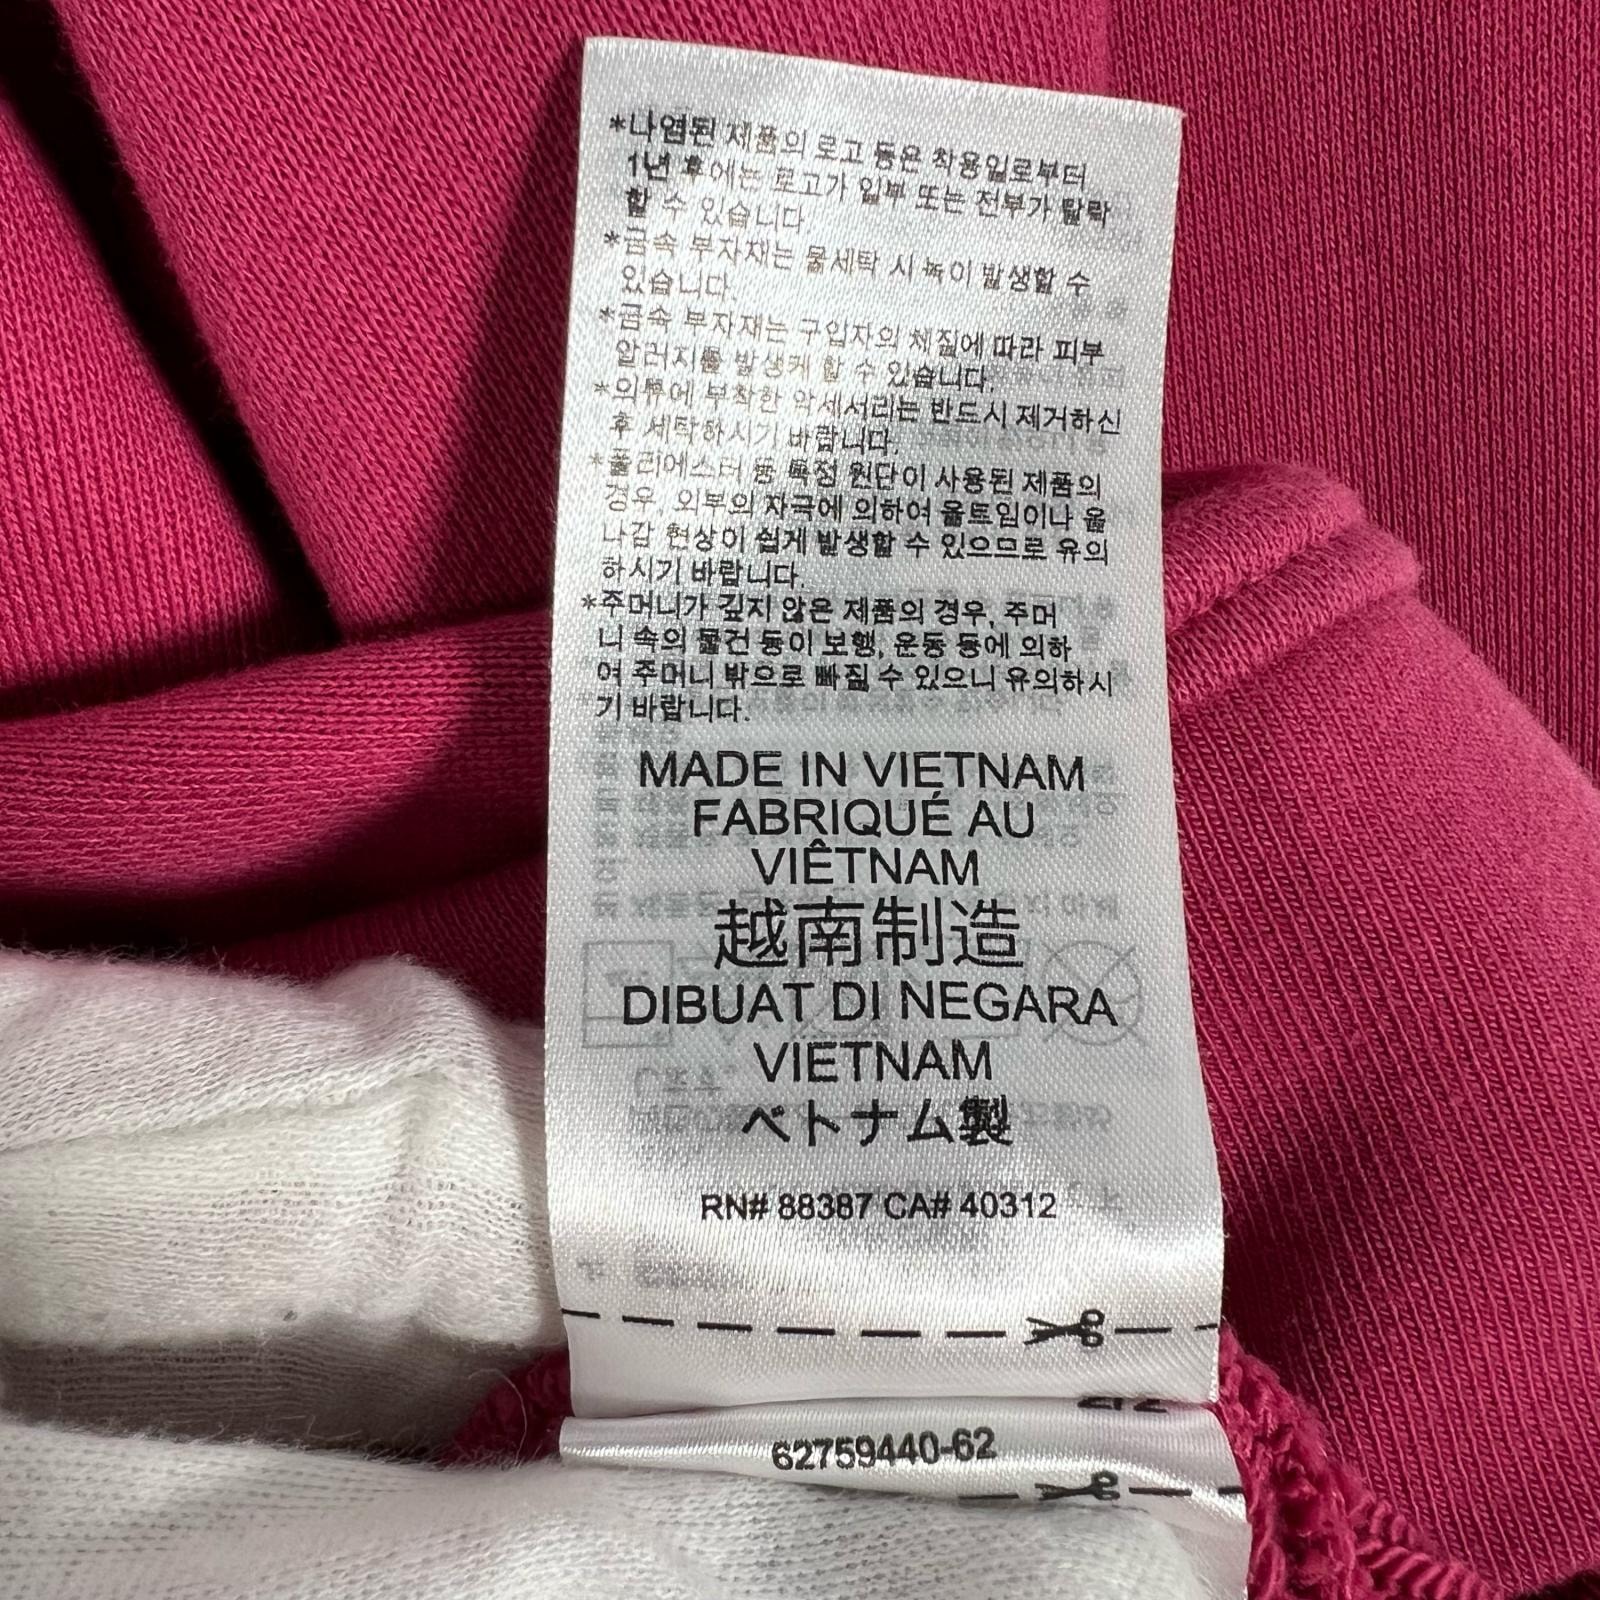 *나염된 제품의 로고 등은 착용일로부터
1년 후에는 로고가 일부 또는 전부가 탈락
할 수 있습니다.
*금속 부자재는 물세탁 시 녹이 발생할 수
있습니다.
*금속 부자재는 구입자의 체질에 따라 피부
알러지를 발생케 할 수 있습니다.
*의류에 부착한 악세서리는 반드시 제거하신
후 세탁하시기 바랍니다.
*폴리에스터 등 특정 원단이 사용된 제품의
경우, 외부의 자극에 의하여 올트임이나 올
나감 현상이 쉽게 발생할 수 있으므로 유의
하시기 바랍니다.
*주머니가 깊지 않은 제품의 경우, 주머
니 속의 물건 등이 보행, 운동 등에 의하
여 주머니 밖으로 빠질 수 있으니 유의하시
기 바랍니다.
MADE IN VIETNAM
FABRIQUÉ AU
VIÊTNAM
越南制造
DIBUAT DI NEGARA
VIETNAM
ベトナム製
RN# 88387 CA# 40312
62759440-62